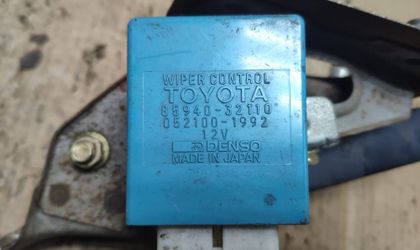 WIPER CONTROL
TOYOTA
85940-32110
052100-1992
12V
DENSO
MADE IN JAPAN